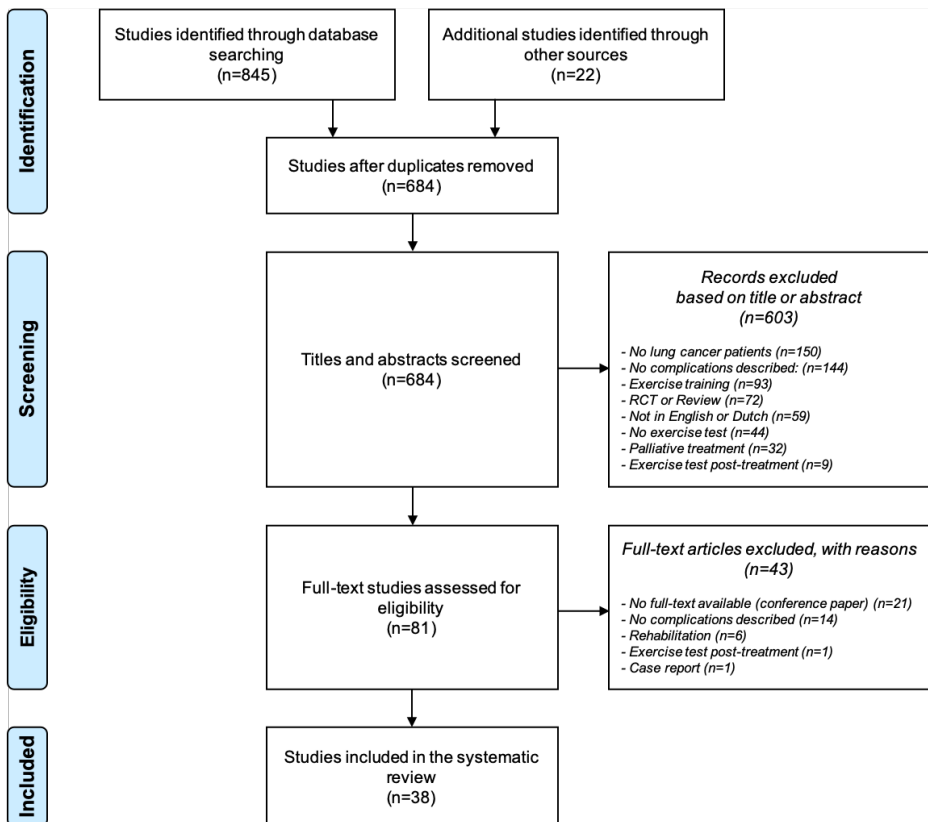 Identification
Studies identified through database
searching
(n=845)
Additional studies identified through
other sources
(n=22)
Studies after duplicates removed
(n=684)
Screening
Titles and abstracts screened
(n=684)
Records excluded
based on title or abstract
(n=603)
- No lung cancer patients (n=150)
- No complications described: (n=144)
- Exercise training (n=93)
- RCT or Review (n=72)
- Not in English or Dutch (n=59)
- No exercise test (n=44)
- Palliative treatment (n=32)
- Exercise test post-treatment (n=9)
Eligibility
Full-text studies assessed for
eligibility
(n=81)
Full-text articles excluded, with reasons
(n=43)
- No full-text available (conference paper) (n=21)
- No complications described (n=14)
- Rehabilitation (n=6)
- Exercise test post-treatment (n=1)
- Case report (n=1)
Included
Studies included in the systematic
review
(n=38)